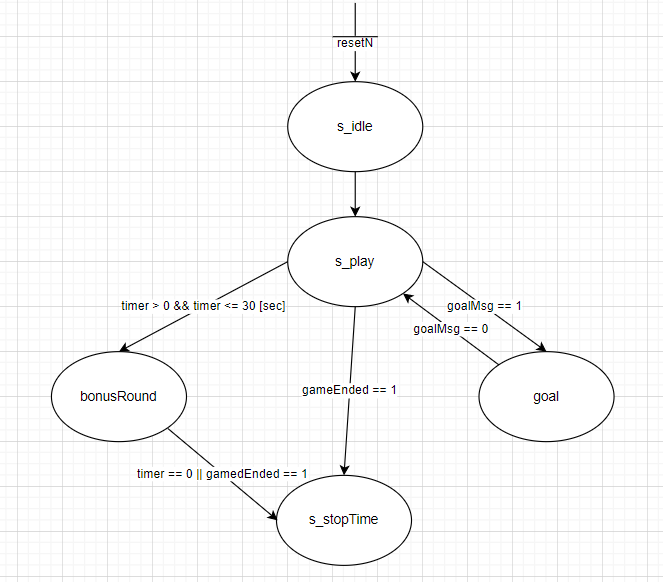 resetN
s_idle
s_play
timer > 0 && timer <= 30 [sec]
goalMsg == 1
goalMsg == 0
bonusRound
gameEnded == 1
goal
timer == 0 || gamedEnded == 1
s_stopTime